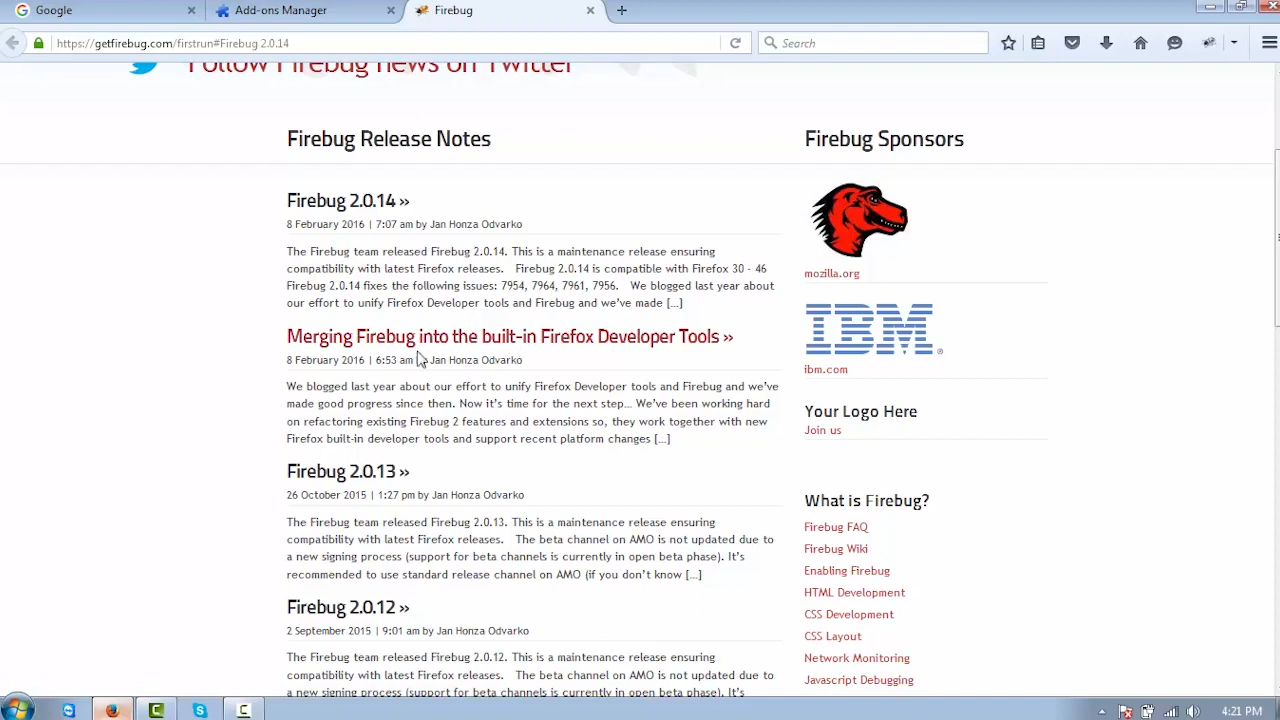 Google
Add-ons Manager
Firebug
https://getfirebug.com/firstrun#Firebug 2.0.14
Search
Follow Firebug news on Twitter
Firebug Release Notes
Firebug 2.0.14 »
8 February 2016 | 7:07 am by Jan Honza Odvarko
The Firebug team released Firebug 2.0.14. This is a maintenance release ensuring
compatibility with latest Firefox releases. Firebug 2.0.14 is compatible with Firefox 30 - 46
Firebug 2.0.14 fixes the following issues: 7954, 7964, 7961, 7956. We blogged last year about
our effort to unify Firefox Developer tools and Firebug and we've made [...]
Merging Firebug into the built-in Firefox Developer Tools »
8 February 2016 | 6:53 am by Jan Honza Odvarko
We blogged last year about our effort to unify Firefox Developer tools and Firebug and we've
made good progress since then. Now it's time for the next step... We've been working hard
on refactoring existing Firebug 2 features and extensions so, they work together with new
Firefox built-in developer tools and support recent platform changes [...]
Firebug 2.0.13 »
26 October 2015 | 1:27 pm by Jan Honza Odvarko
The Firebug team released Firebug 2.0.13. This is a maintenance release ensuring
compatibility with latest Firefox releases. The beta channel on AMO is not updated due to
a new signing process (support for beta channels is currently in open beta phase). It's
recommended to use standard release channel on AMO (if you don't know [...]
Firebug 2.0.12 »
2 September 2015 | 9:01 am by Jan Honza Odvarko
The Firebug team released Firebug 2.0.12. This is a maintenance release ensuring
compatibility with latest Firefox releases. The beta channel on AMO is not updated due to
a new signing process (support for beta channels is currently in open beta phase). It's
Firebug Sponsors
mozilla.org
IBM®
ibm.com
Your Logo Here
Join us
What is Firebug?
Firebug FAQ
Firebug Wiki
Enabling Firebug
HTML Development
CSS Development
CSS Layout
Network Monitoring
Javascript Debugging
4:21 PM